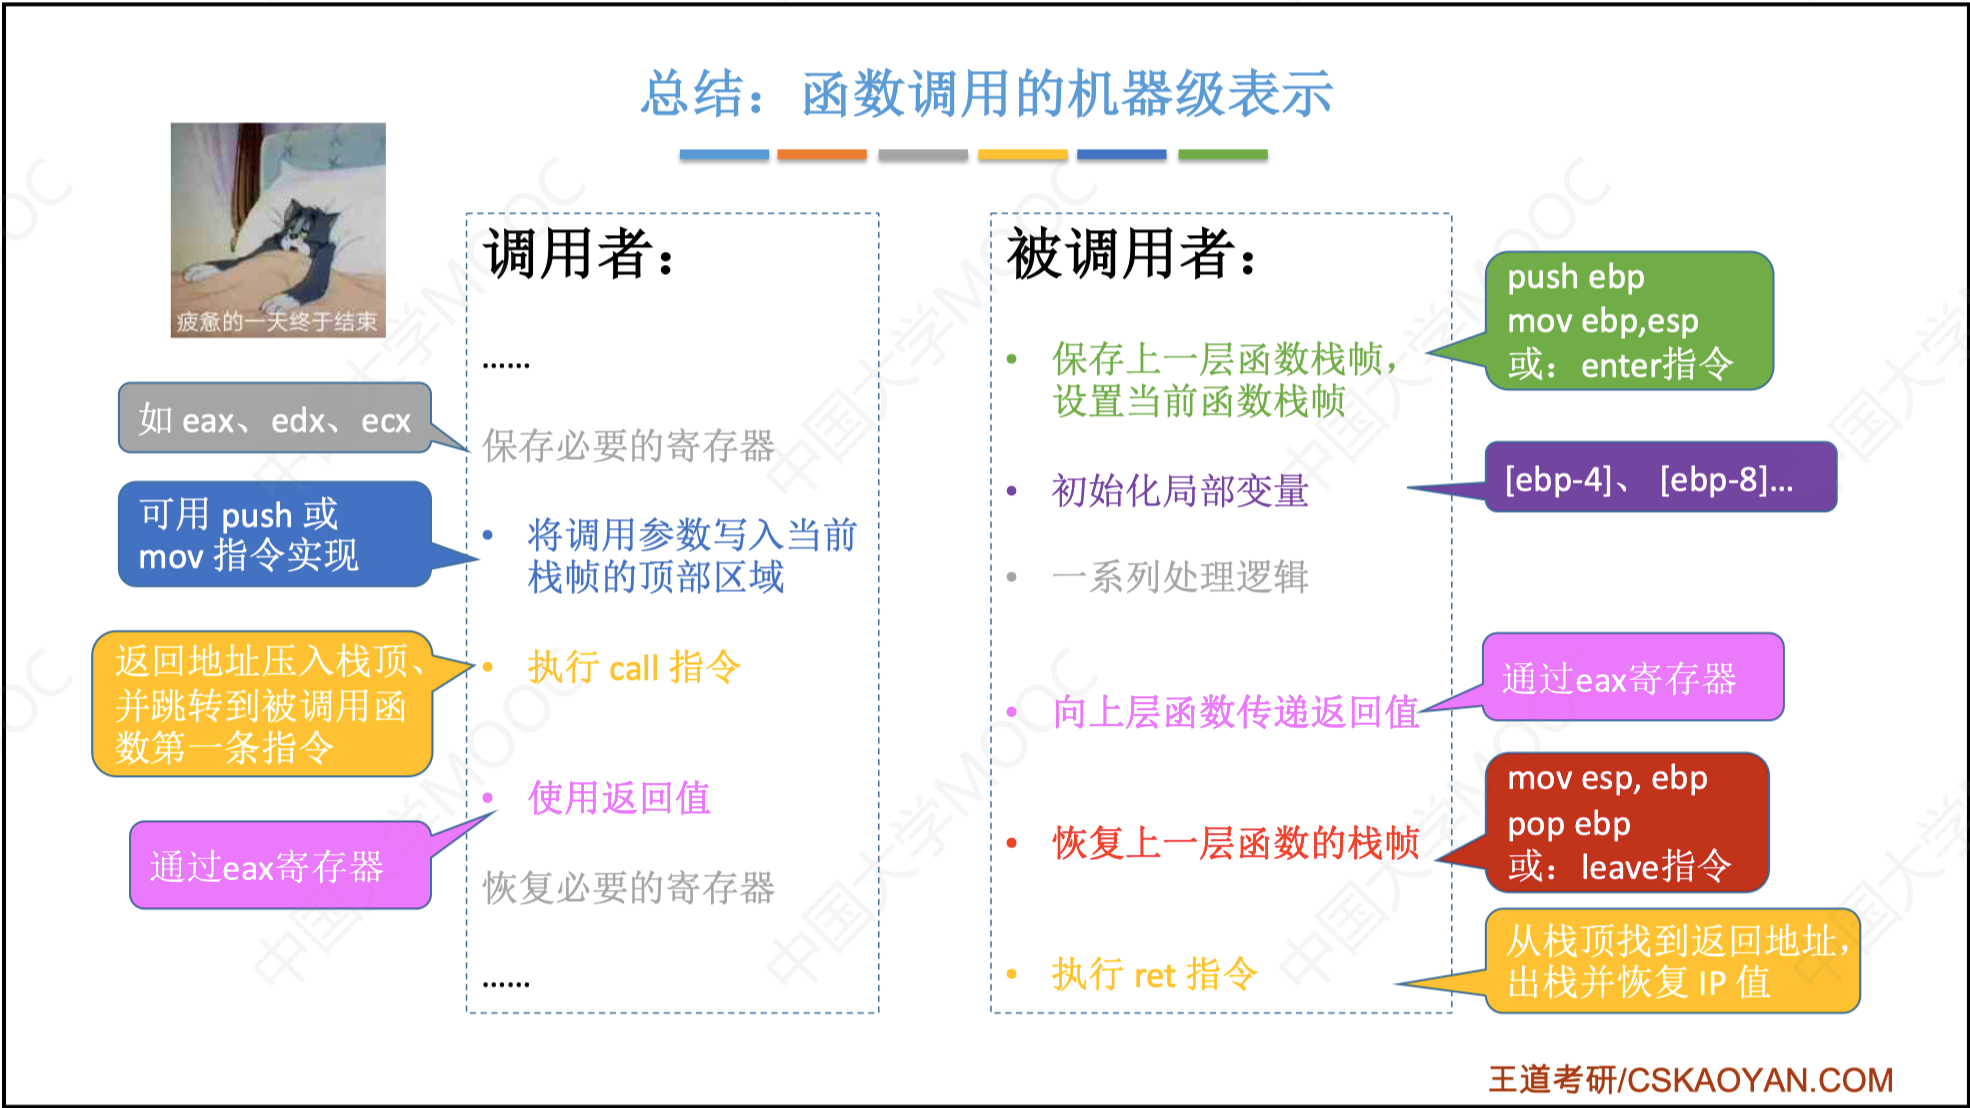 总结：函数调用的机器级表示
疲惫的一天终于结束
调用者：
......
如 eax、edx、ecx
保存必要的寄存器
可用 push 或
mov 指令实现
• 将调用参数写入当前
栈帧的顶部区域
返回地址压入栈顶、
并跳转到被调用函
数第一条指令
• 执行 call 指令
• 使用返回值
通过eax寄存器
恢复必要的寄存器
......
被调用者：
• 保存上一层函数栈帧，
设置当前函数栈帧
push ebp
mov ebp,esp
或：enter指令
• 初始化局部变量
[ebp-4]、 [ebp-8]...
• 一系列处理逻辑
• 向上层函数传递返回值
通过eax寄存器
• 恢复上一层函数的栈帧
mov esp, ebp
pop ebp
或：leave指令
• 执行 ret 指令
从栈顶找到返回地址，
出栈并恢复 IP 值
王道考研/CSKAOYAN.COM
中国大学MOOC